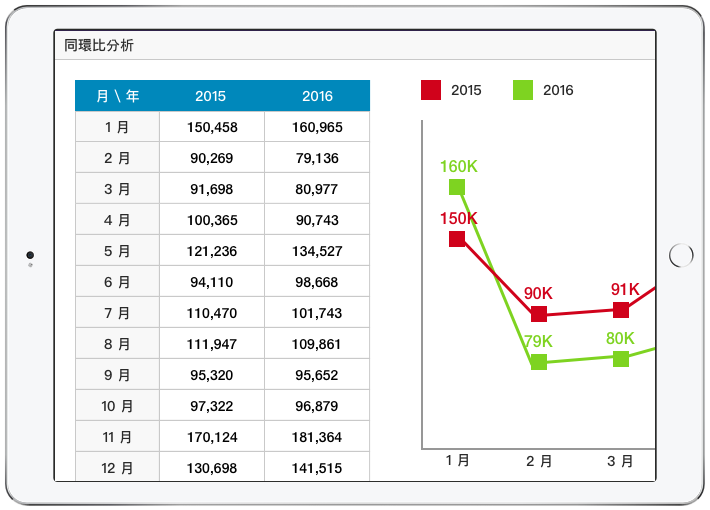 同環比分析
月 \ 年 2015 2016
1 月 150,458 160,965
2 月 90,269 79,136
3 月 91,698 80,977
4 月 100,365 90,743
5 月 121,236 134,527
6 月 94,110 98,668
7 月 110,470 101,743
8 月 111,947 109,861
9 月 95,320 95,652
10 月 97,322 96,879
11 月 170,124 181,364
12 月 130,698 141,515
2015 2016
160K
150K
90K 91K
79K 80K
1 月 2 月 3 月